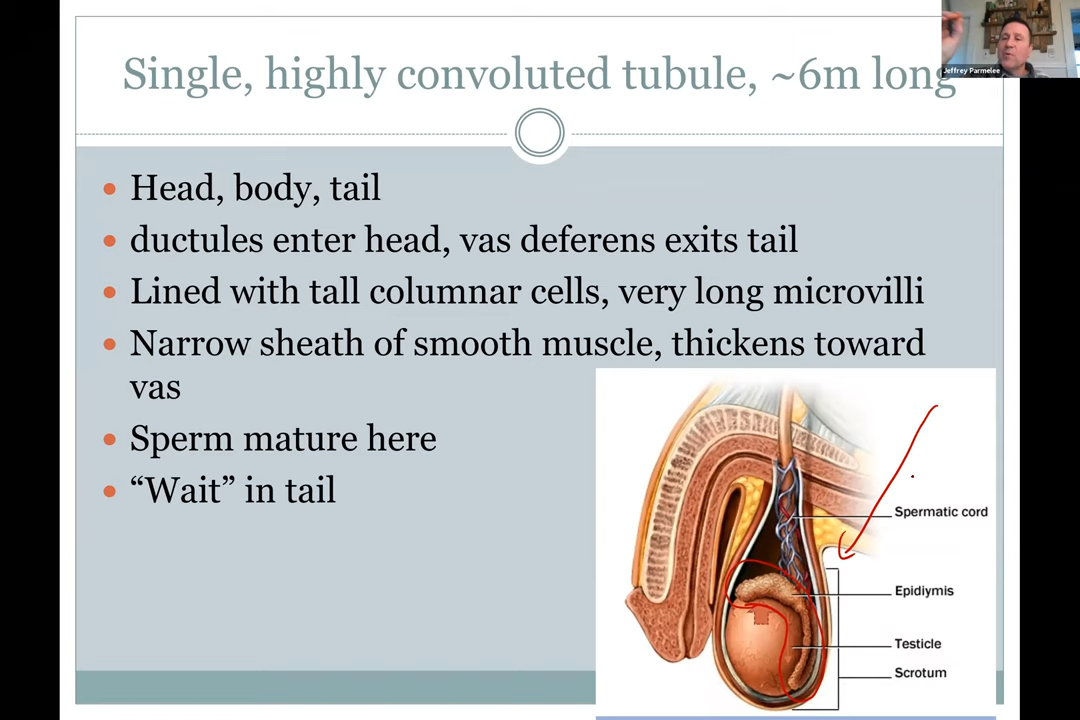 Single, highly convoluted tubule, ~6m long
Jeffrey Parmelee
• Head, body, tail
• ductules enter head, vas deferens exits tail
• Lined with tall columnar cells, very long microvilli
• Narrow sheath of smooth muscle, thickens toward
vas
• Sperm mature here
• “Wait” in tail
Spermatic cord
Epidiymis
Testicle
Scrotum